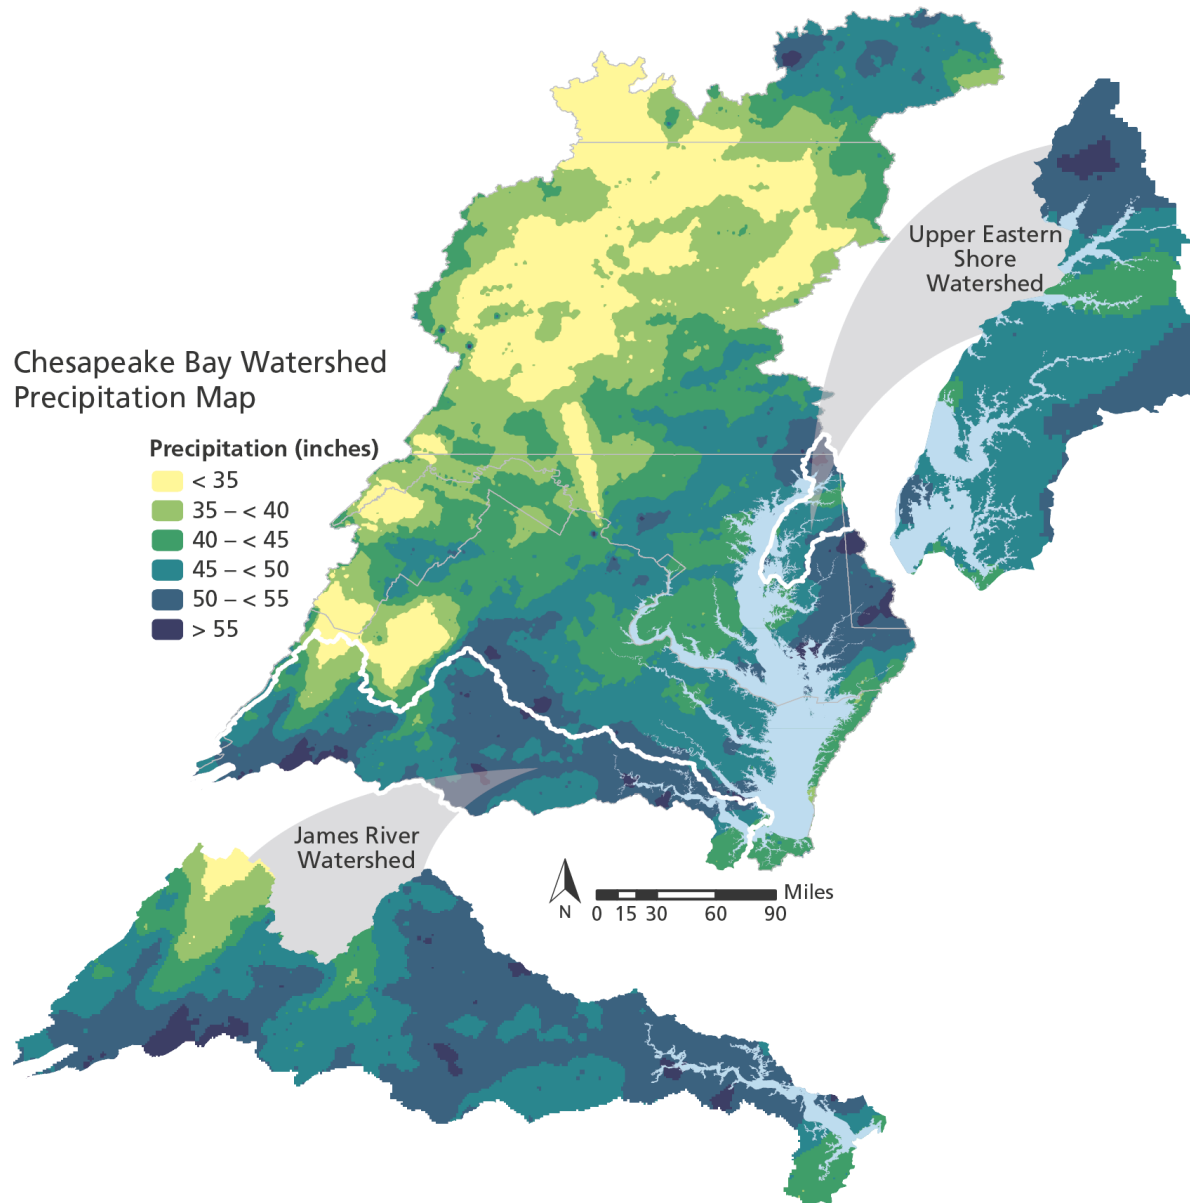 Upper Eastern
Shore
Watershed
Chesapeake Bay Watershed
Precipitation Map
Precipitation (inches)
< 35
35 – < 40
40 – < 45
45 – < 50
50 – < 55
> 55
James River
Watershed
N
0 15 30 60 90 Miles